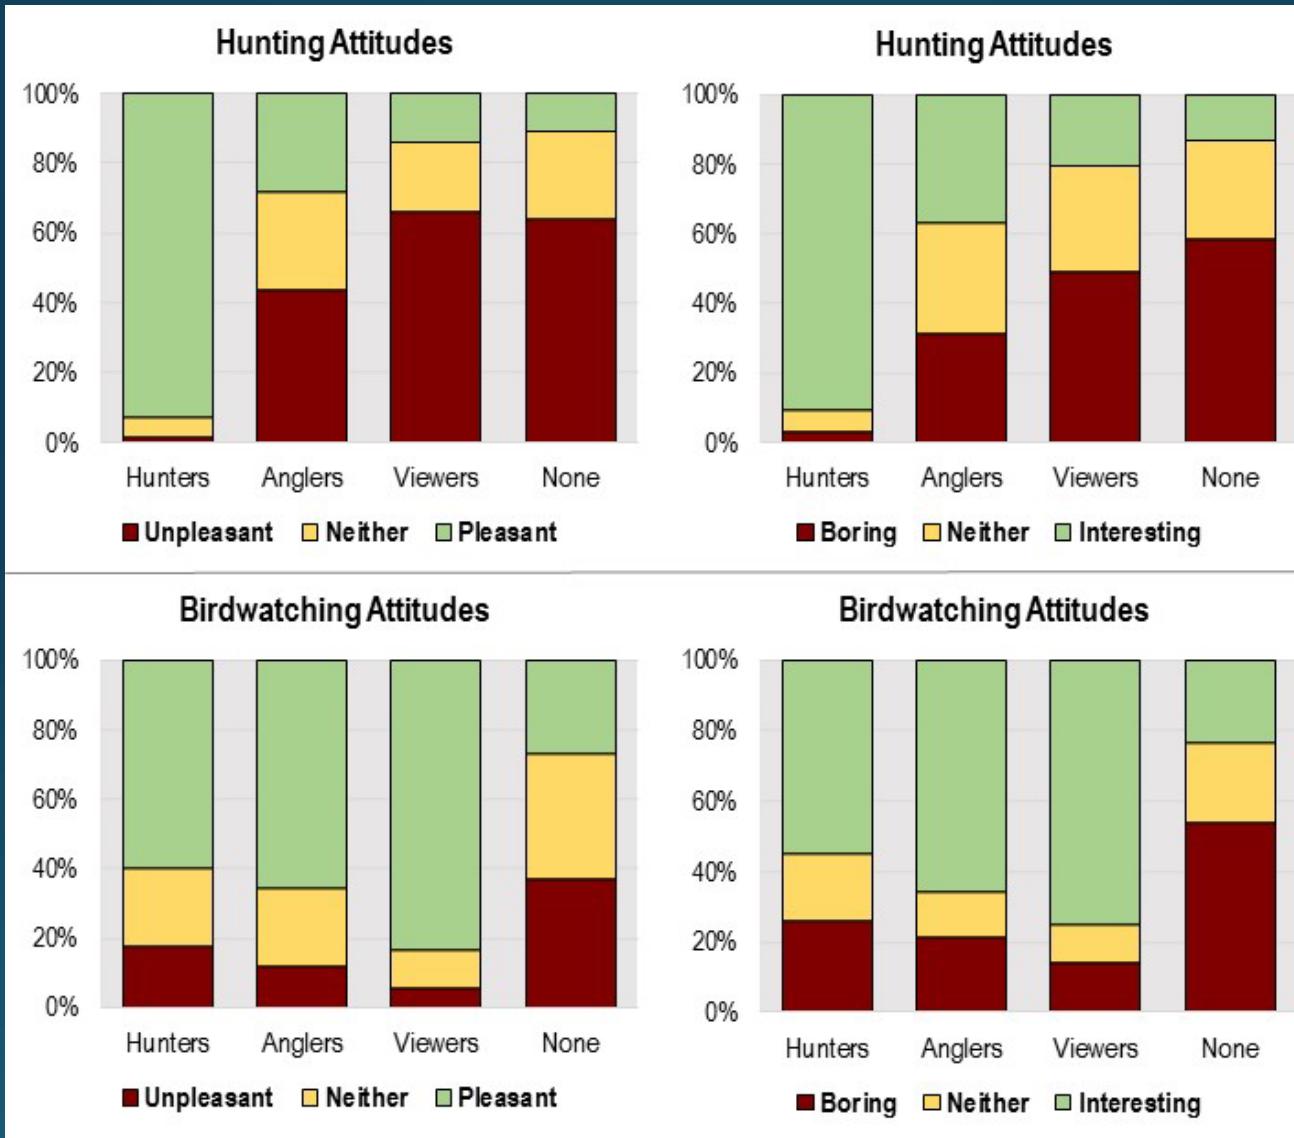 Hunting Attitudes
100%
80%
60%
40%
20%
0%
Hunters Anglers Viewers None
Unpleasant Neither Pleasant
Hunting Attitudes
100%
80%
60%
40%
20%
0%
Hunters Anglers Viewers None
Boring Neither Interesting
Birdwatching Attitudes
100%
80%
60%
40%
20%
0%
Hunters Anglers Viewers None
Unpleasant Neither Pleasant
Birdwatching Attitudes
100%
80%
60%
40%
20%
0%
Hunters Anglers Viewers None
Boring Neither Interesting